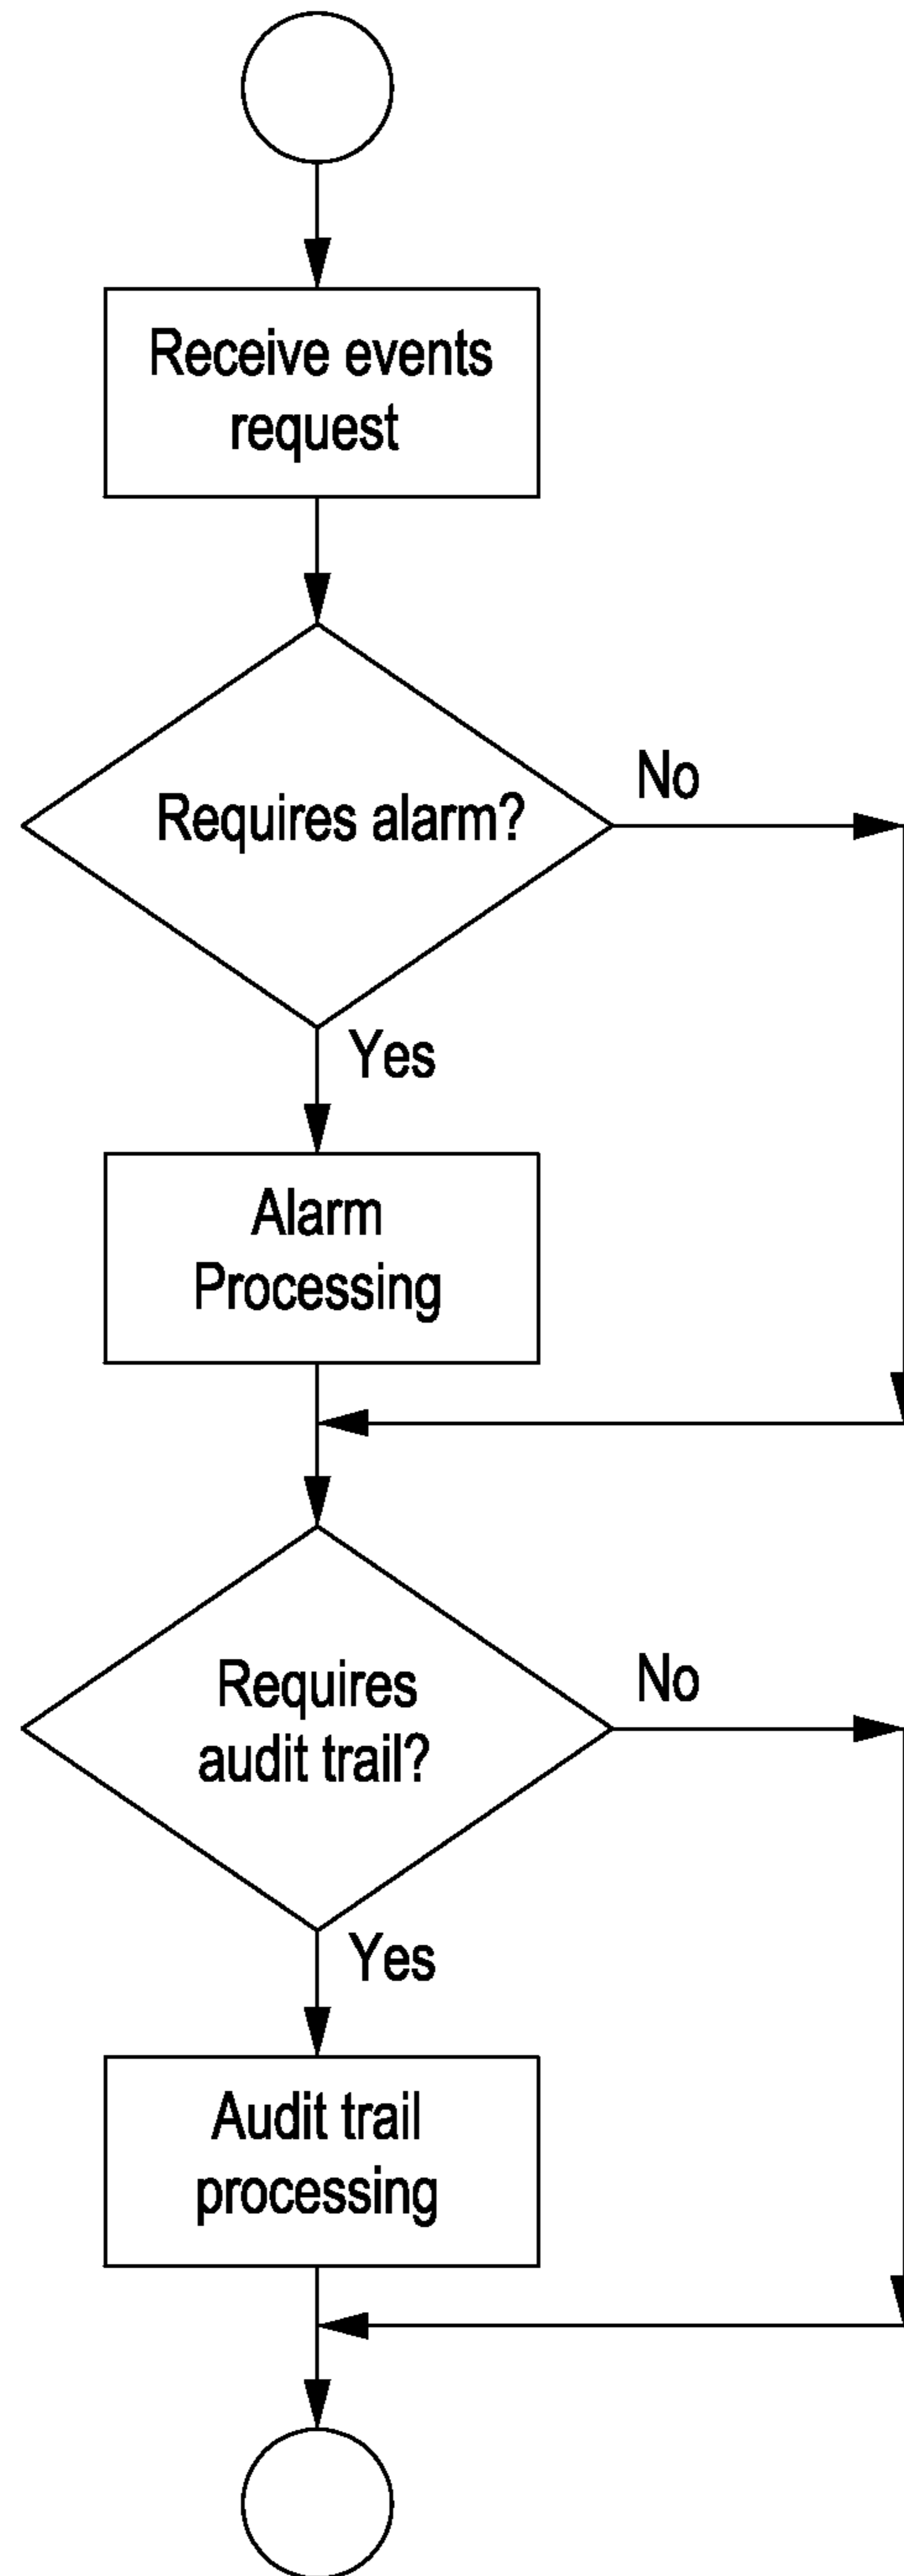 Receive events
request
Requires alarm?
No
Yes
Alarm
Processing
Requires
audit trail?
No
Yes
Audit trail
processing